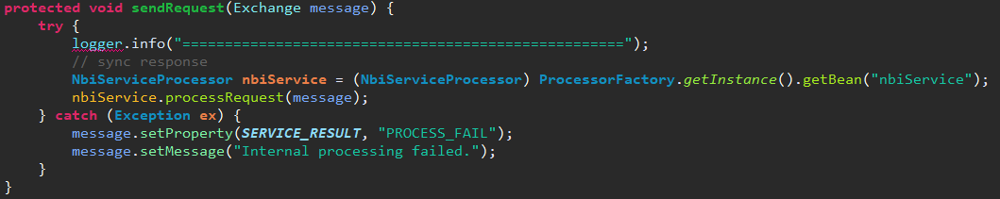 protected void sendRequest(Exchange message) {
    try {
        logger.info("====================================================");
        // sync response
        NbiServiceProcessor nbiService = (NbiServiceProcessor) ProcessorFactory.getInstance().getBean("nbiService");
        nbiService.processRequest(message);
    } catch (Exception ex) {
        message.setProperty(SERVICE_RESULT, "PROCESS_FAIL");
        message.setMessage("Internal processing failed.");
    }
}